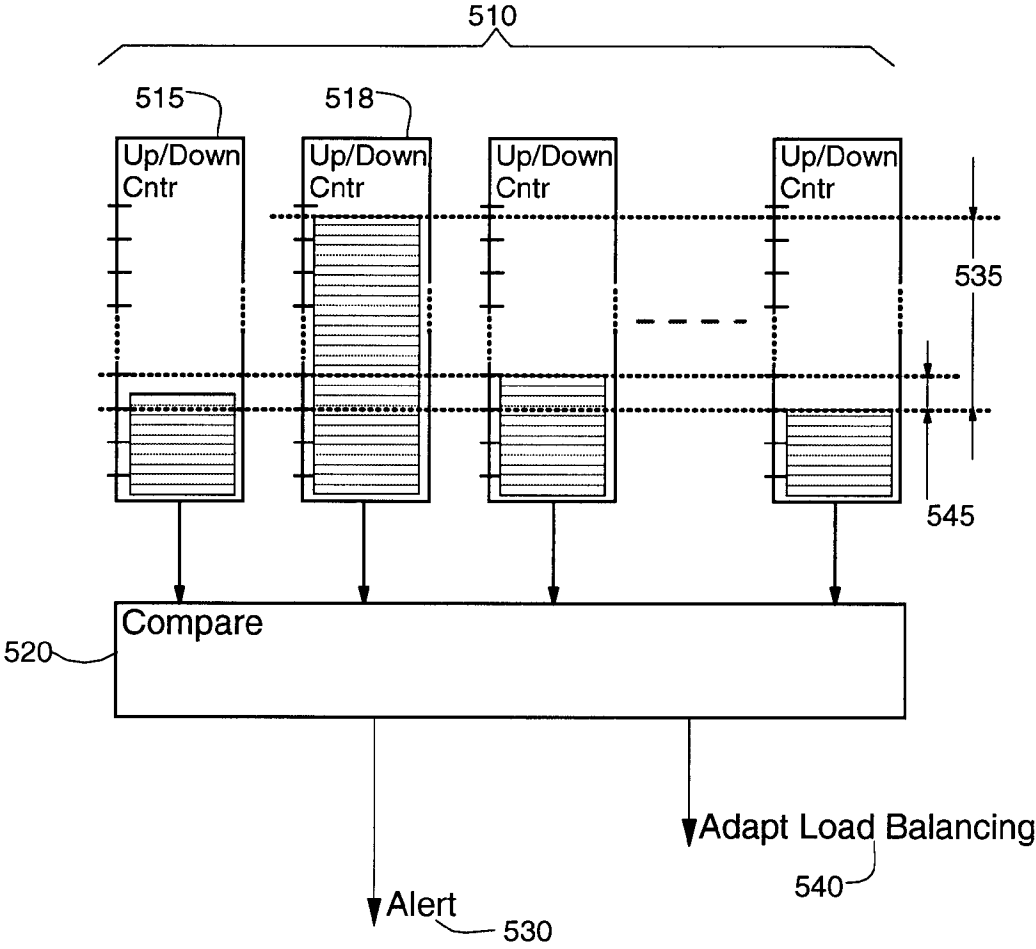 510
515
518
Up/Down
Cntr
Up/Down
Cntr
Up/Down
Cntr
Up/Down
Cntr
535
545
Compare
520
Adapt Load Balancing
540
Alert
530